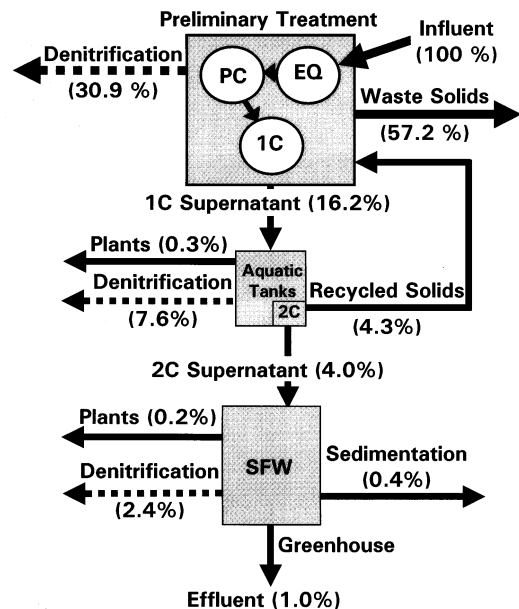 Preliminary Treatment
Denitrification
(30.9 %)
Influent
(100 %)
PC
EQ
1C
Waste Solids
(57.2 %)
1C Supernatant (16.2%)
Plants (0.3%)
Denitrification
(7.6%)
Aquatic
Tanks
2C
Recycled Solids
(4.3%)
2C Supernatant (4.0%)
Plants (0.2%)
Denitrification
(2.4%)
SFW
Sedimentation
(0.4%)
Greenhouse
Effluent (1.0%)